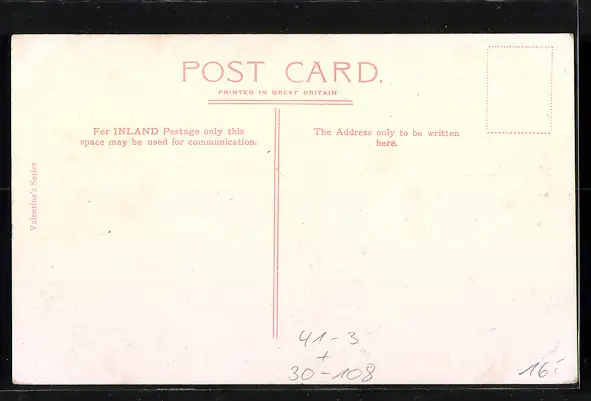 POST CARD.
PRINTED IN GREAT BRITAIN
For INLAND Postage only this
space may be used for communication.
The Address only to be written
here.
Valentine's Series
41-3
+
30-108
16: